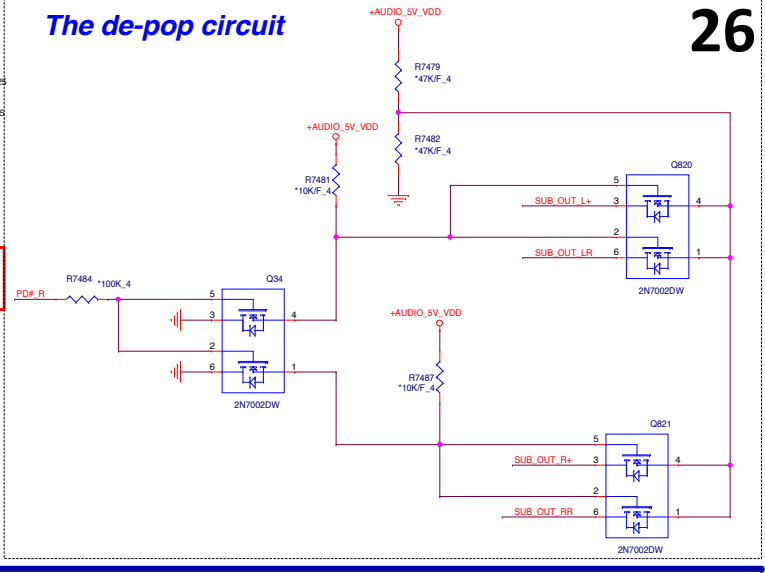 The de-pop circuit
26
+AUDIO_5V_VDD
R7479
*47K/F_4
+AUDIO_5V_VDD
R7482
*47K/F_4
R7481
*10K/F_4
Q820
5
3
4
2
6
1
SUB_OUT_L+
SUB_OUT_LR
2N7002DW
PD#_R
R7484
*100K_4
Q34
5
3
4
2
6
1
2N7002DW
+AUDIO_5V_VDD
R7487
*10K/F_4
Q821
5
3
4
2
6
1
SUB_OUT_R+
SUB_OUT_RR
2N7002DW